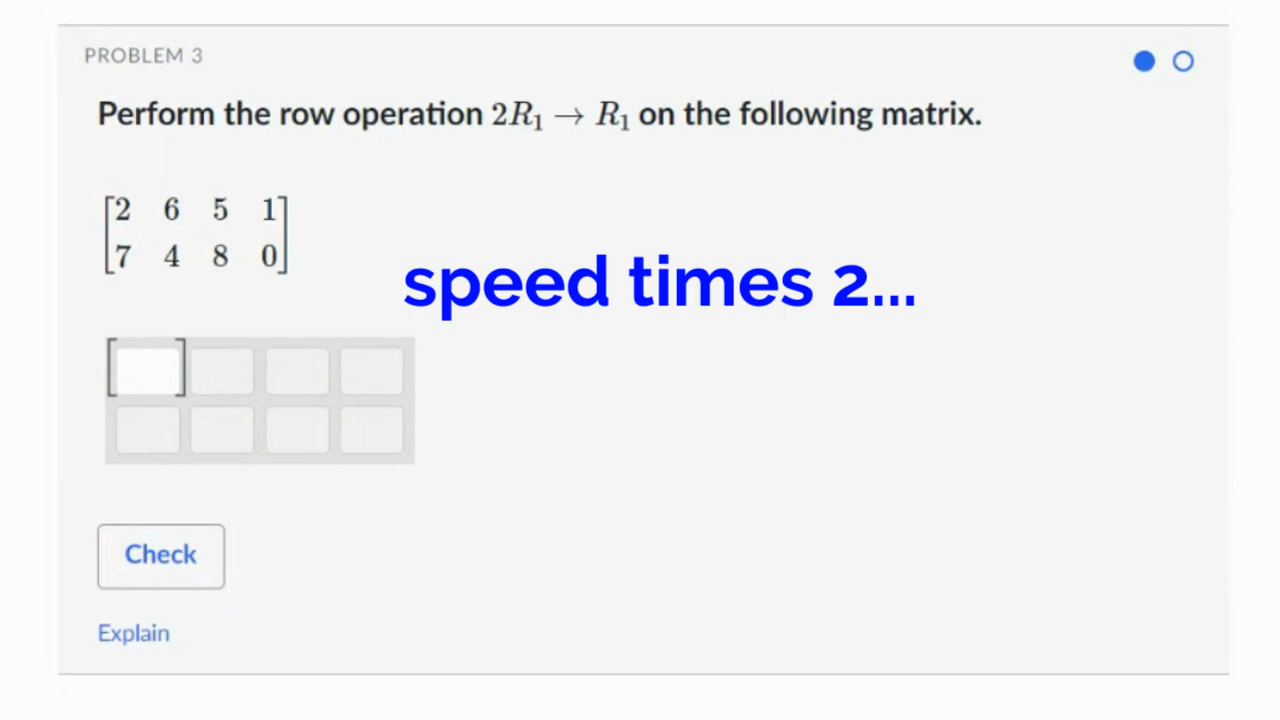 PROBLEM 3
Perform the row operation 2R₁ → R₁ on the following matrix.
[2 6 5 1]
[7 4 8 0]
speed times 2...
Check
Explain